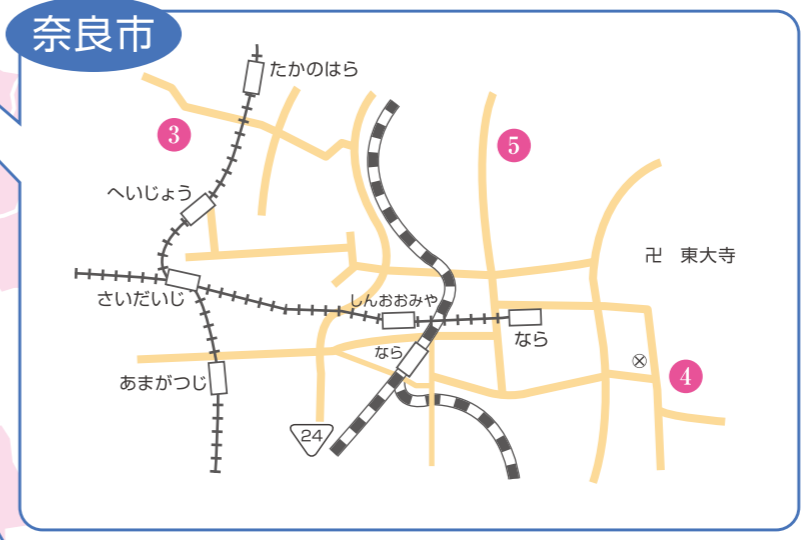 奈良市
たかのはら
3
5
へいじょう
卍 東大寺
さいだいじ
しんおおみや
なら
なら
あまがつじ
4
24